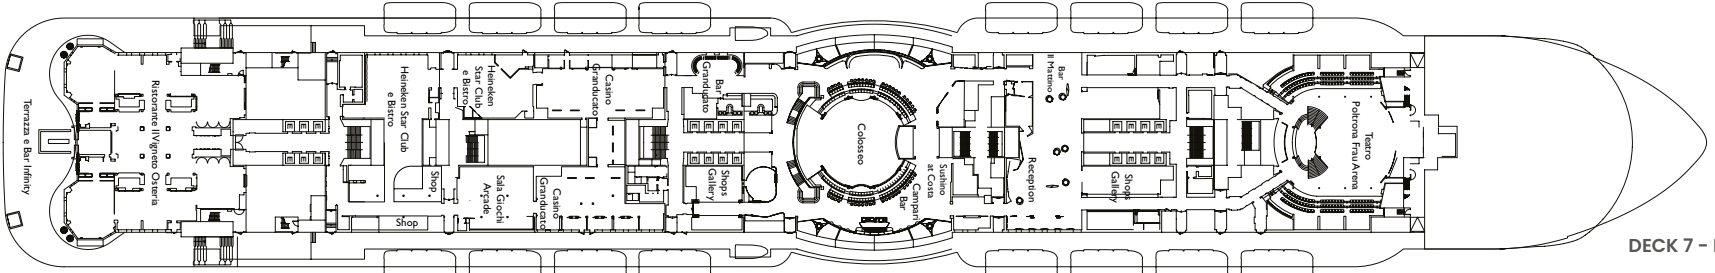 Terrazza e Bar Infinity
Ristorante Il Vigneto Osteria
Heineken Star Club
e Bistro
Shop
Shop
Heineken
Star Club
e Bistro
Sala Giochi
Arcade
Casino
Granducato
Casino
Granducato
Bar
Granducato
Shops
Gallery
Colosseo
Campari
Bar
Sushino
at Costa
Bar
Il Mattino
Reception
Shops
Gallery
Teatro
Poltrona Frau Arena
DECK 7 -